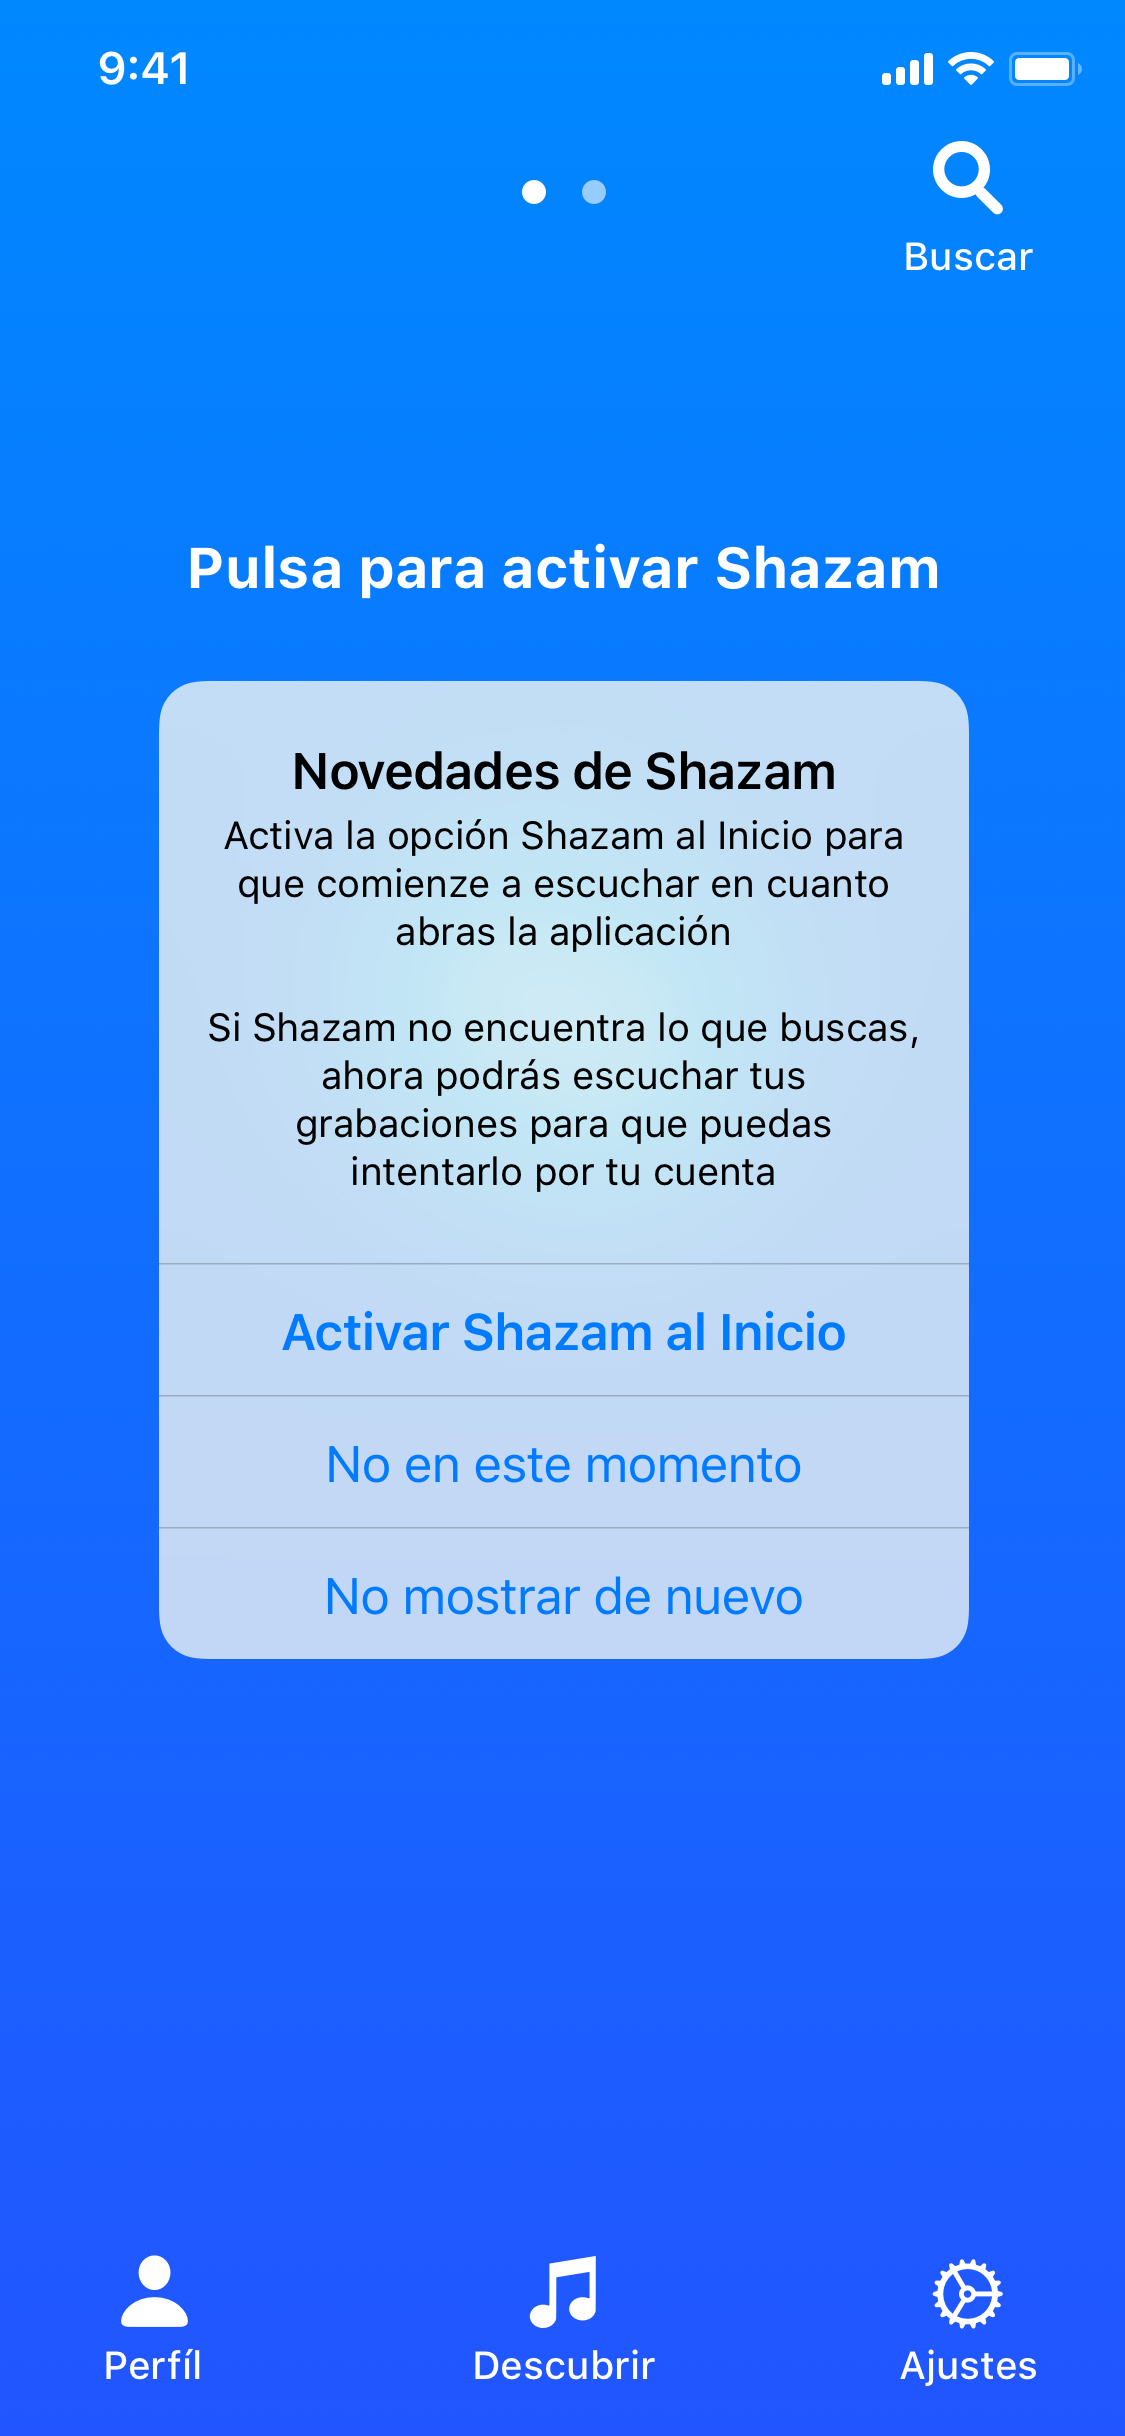 9:41
Buscar
Pulsa para activar Shazam
Novedades de Shazam
Activa la opción Shazam al Inicio para
que comienze a escuchar en cuanto
abras la aplicación
Si Shazam no encuentra lo que buscas,
ahora podrás escuchar tus
grabaciones para que puedas
intentarlo por tu cuenta
Activar Shazam al Inicio
No en este momento
No mostrar de nuevo
Perfíl
Descubrir
Ajustes